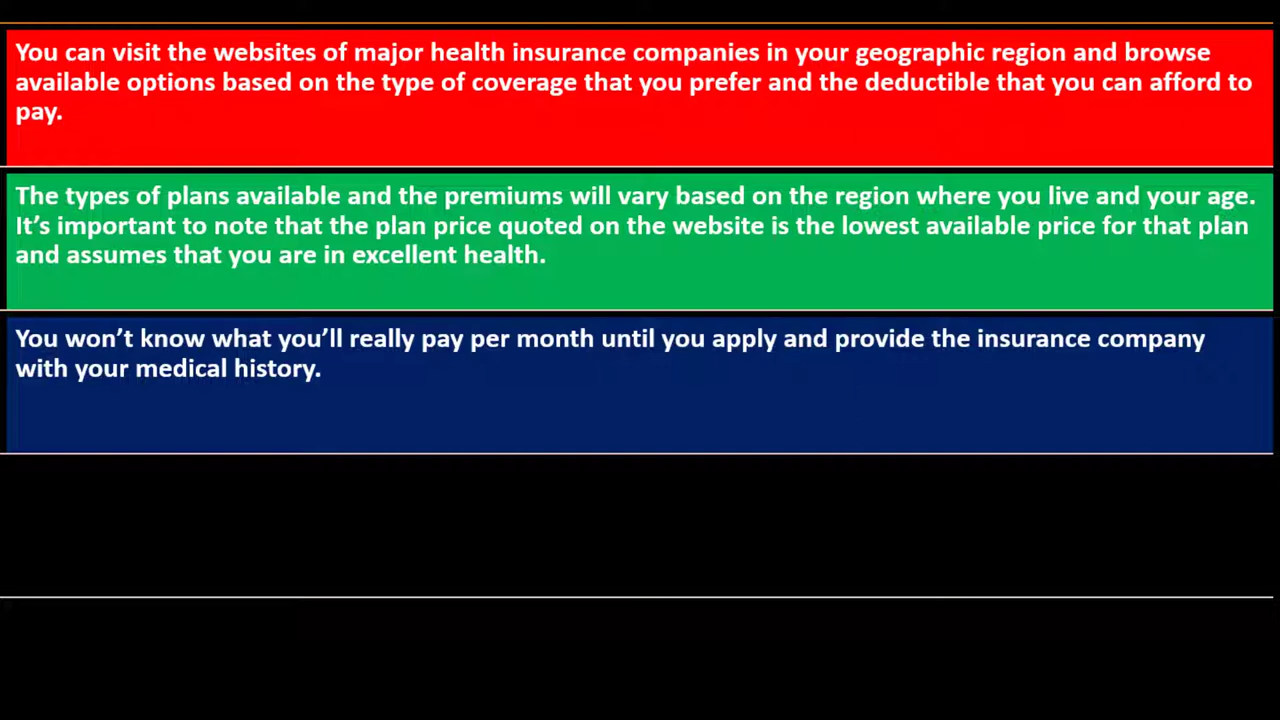 You can visit the websites of major health insurance companies in your geographic region and browse
available options based on the type of coverage that you prefer and the deductible that you can afford to
pay.
The types of plans available and the premiums will vary based on the region where you live and your age.
It’s important to note that the plan price quoted on the website is the lowest available price for that plan
and assumes that you are in excellent health.
You won’t know what you’ll really pay per month until you apply and provide the insurance company
with your medical history.